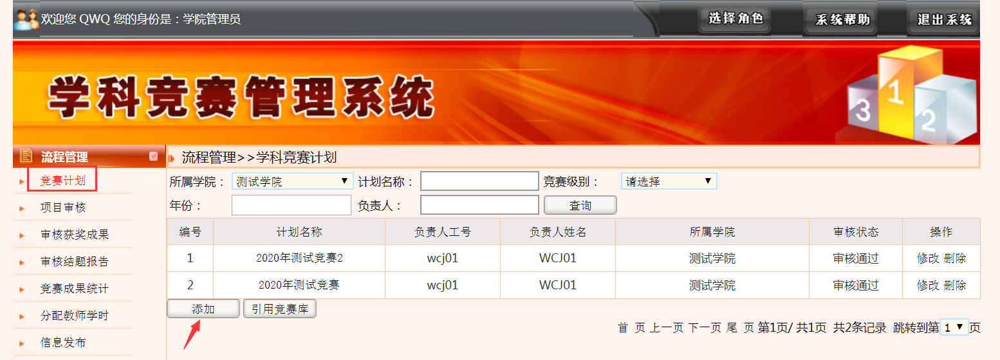 欢迎您 QWQ 您的身份是：学院管理员
选择角色 系统帮助 退出系统
学科竞赛管理系统
3 1 2
流程管理
流程管理>>学科竞赛计划
竞赛计划
项目审核
审核获奖成果
审核结题报告
竞赛成果统计
分配教师学时
信息发布
所属学院： 测试学院 计划名称： 竞赛级别： 请选择
年份： 负责人： 查询
编号 计划名称 负责人工号 负责人姓名 所属学院 审核状态 操作
1 2020年测试竞赛2 wcj01 WCJ01 测试学院 审核通过 修改 删除
2 2020年测试竞赛 wcj01 WCJ01 测试学院 审核通过 修改 删除
添加 引用竞赛库
首 页 上一页 下一页 尾 页 第1页/ 共1页 共2条记录 跳转到第 1 页